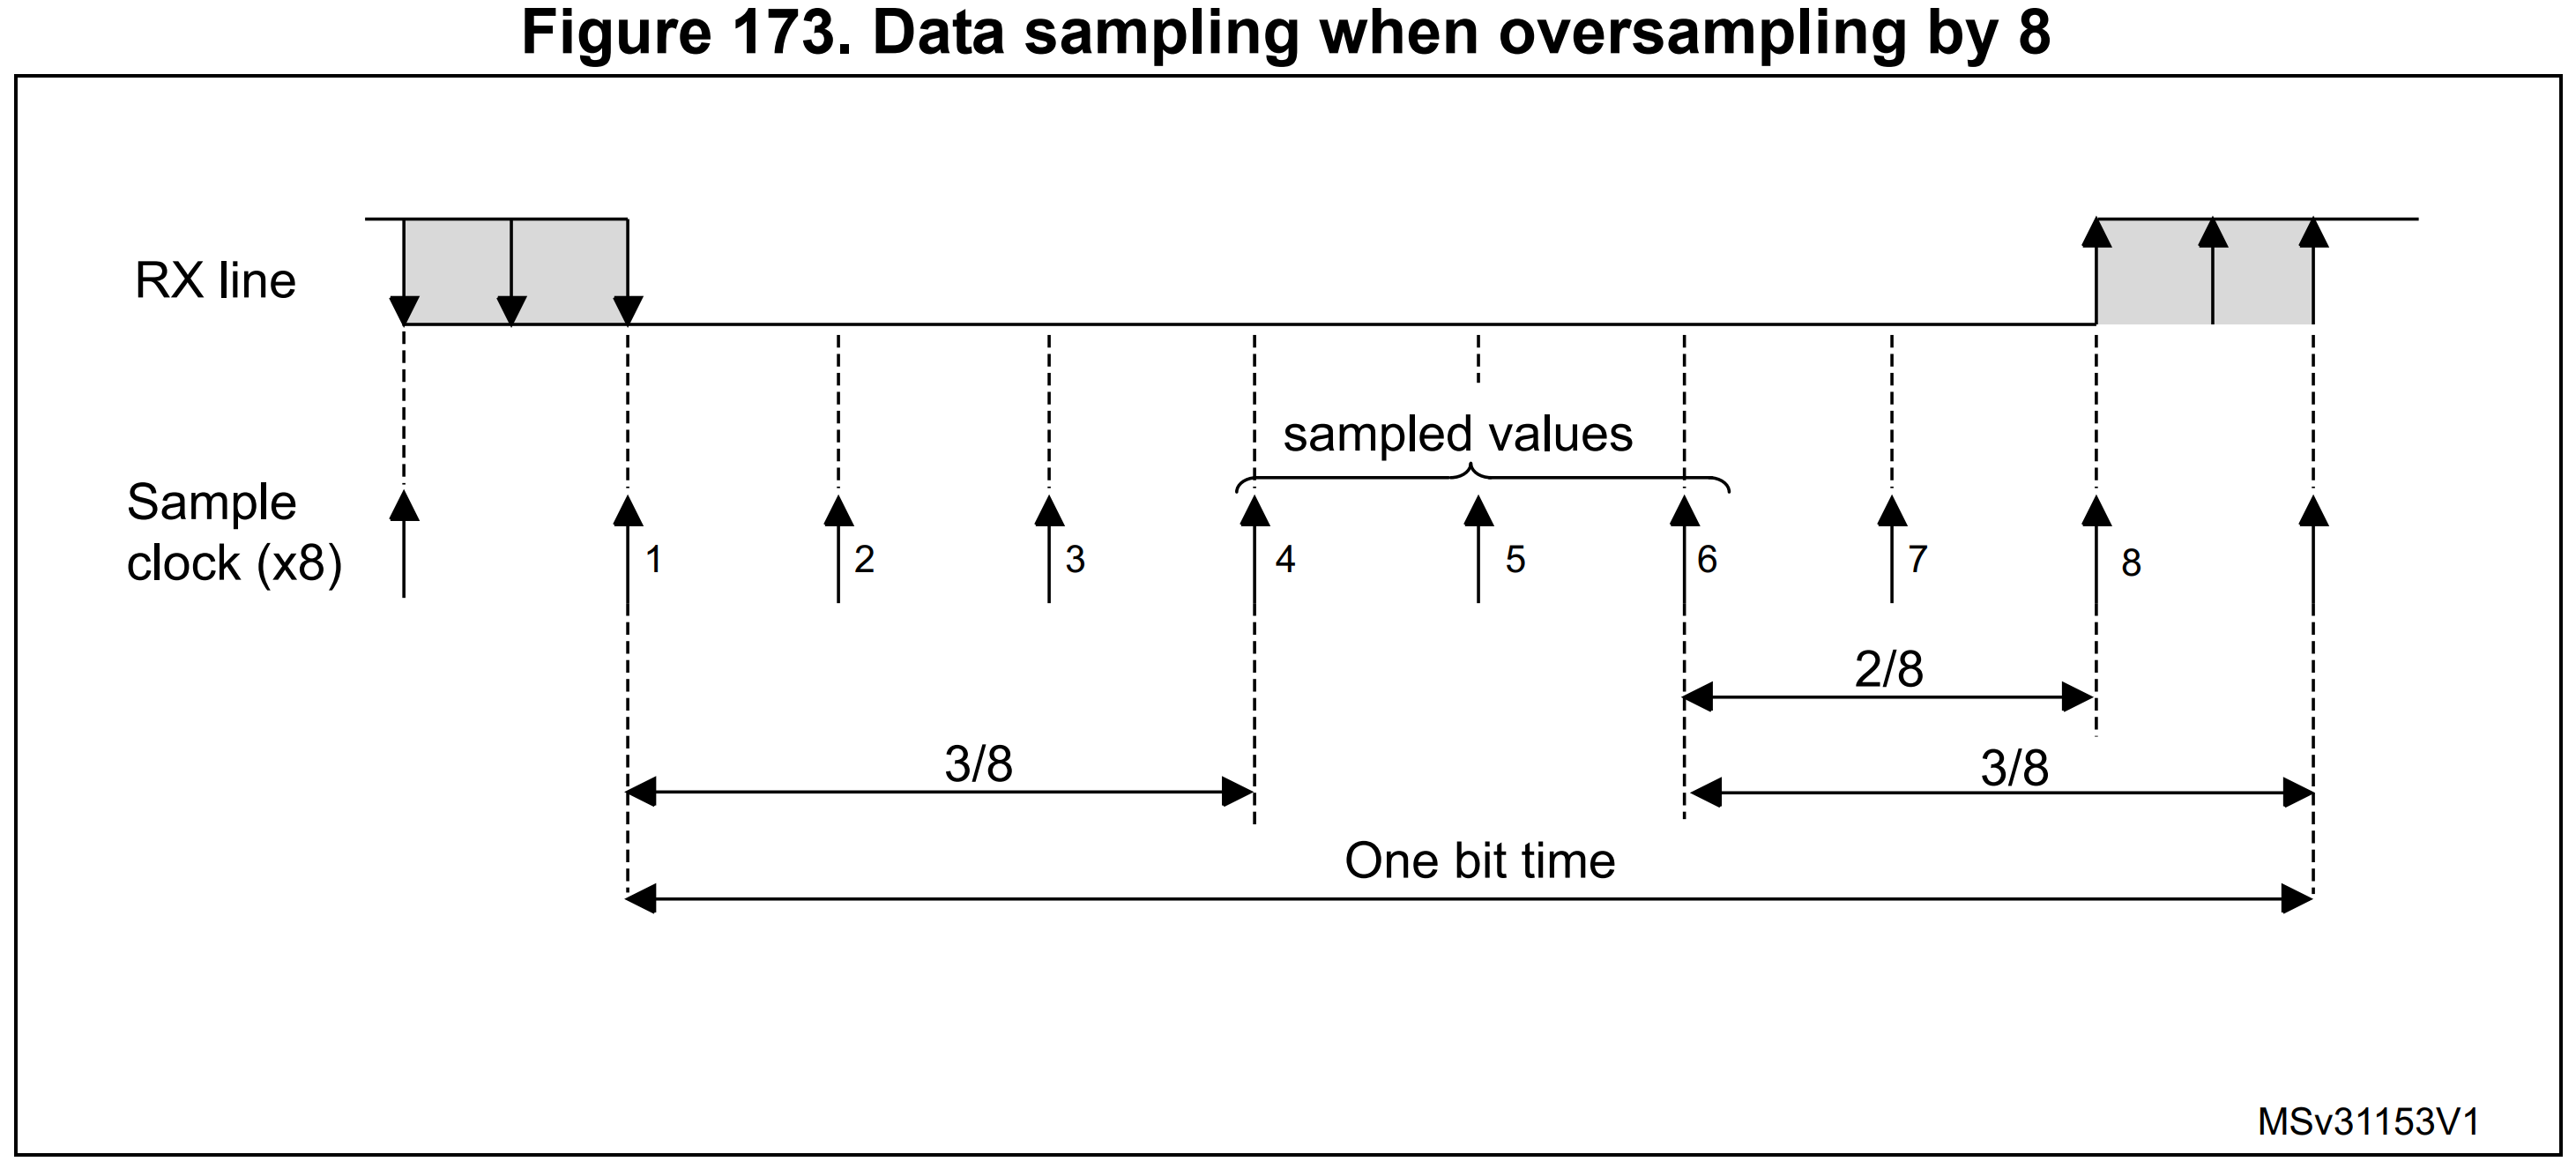 Figure 173. Data sampling when oversampling by 8
RX line
sampled values
Sample
clock (x8)
1 2 3 4 5 6 7 8
2/8
3/8 3/8
One bit time
MSv31153V1